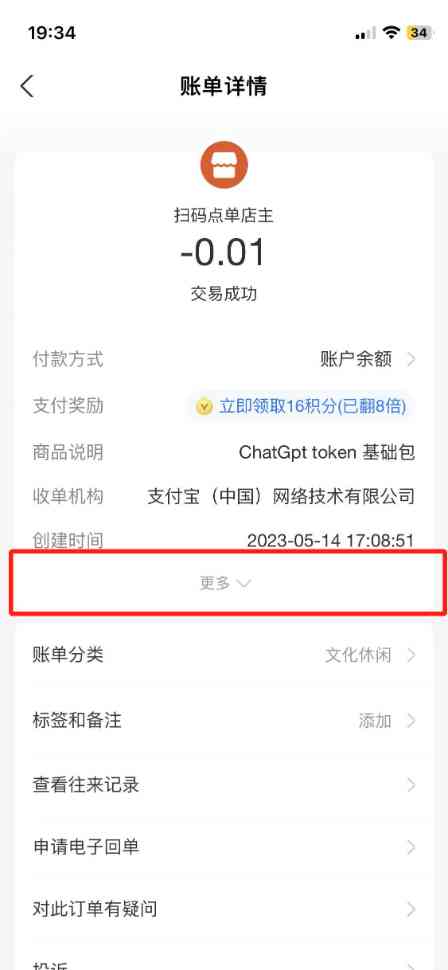 19:34
34
账单详情
扫码点单店主
-0.01
交易成功
付款方式 账户余额
支付奖励 立即领取16积分(已翻8倍)
商品说明 ChatGpt token 基础包
收单机构 支付宝（中国）网络技术有限公司
创建时间 2023-05-14 17:08:51
更多
账单分类 文化休闲
标签和备注 添加
查看往来记录
申请电子回单
对此订单有疑问
投诉